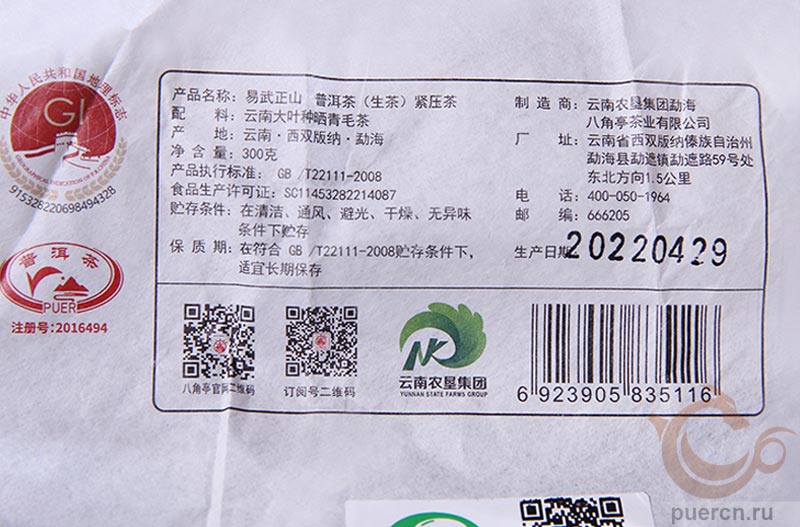 中华人民共和国地理标志
GI
GEOGRAPHICAL INDICATION OF P.R.CHINA
915328220698494328
普洱茶
PUER
注册号:2016494
产品名称: 易武正山 普洱茶（生茶）紧压茶
配料: 云南大叶种晒青毛茶
产地: 云南·西双版纳·勐海
净含量: 300克
产品执行标准: GB /T22111-2008
食品生产许可证: SC11453282214087
贮存条件: 在清洁、通风、避光、干燥、无异味
条件下贮存
保质期: 在符合 GB /T22111-2008贮存条件下，
适宜长期保存
制造商: 云南农垦集团勐海
八角亭茶业有限公司
厂址: 云南省西双版纳傣族自治州
勐海县勐遮镇勐遮路59号处
东北方向1.5公里
电话: 400-050-1964
邮编: 666205
生产日期 20220429
八角亭官网二维码
订阅号二维码
NK
云南农垦集团
YUNNAN STATE FARMS GROUP
6 923905 835116
puercn.ru